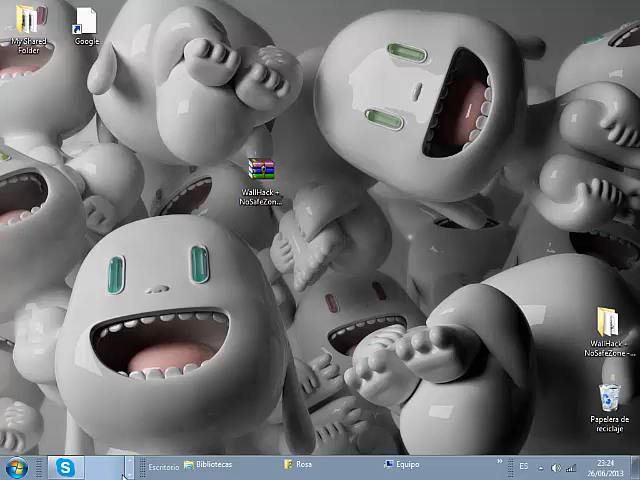 My Shared
Folder
Google
WallHack +
NoSafeZon...
WallHack +
NoSafeZone -...
Papelera de
reciclaje
Escritorio
Bibliotecas
Rosa
Equipo
»
ES
23:24
26/06/2013